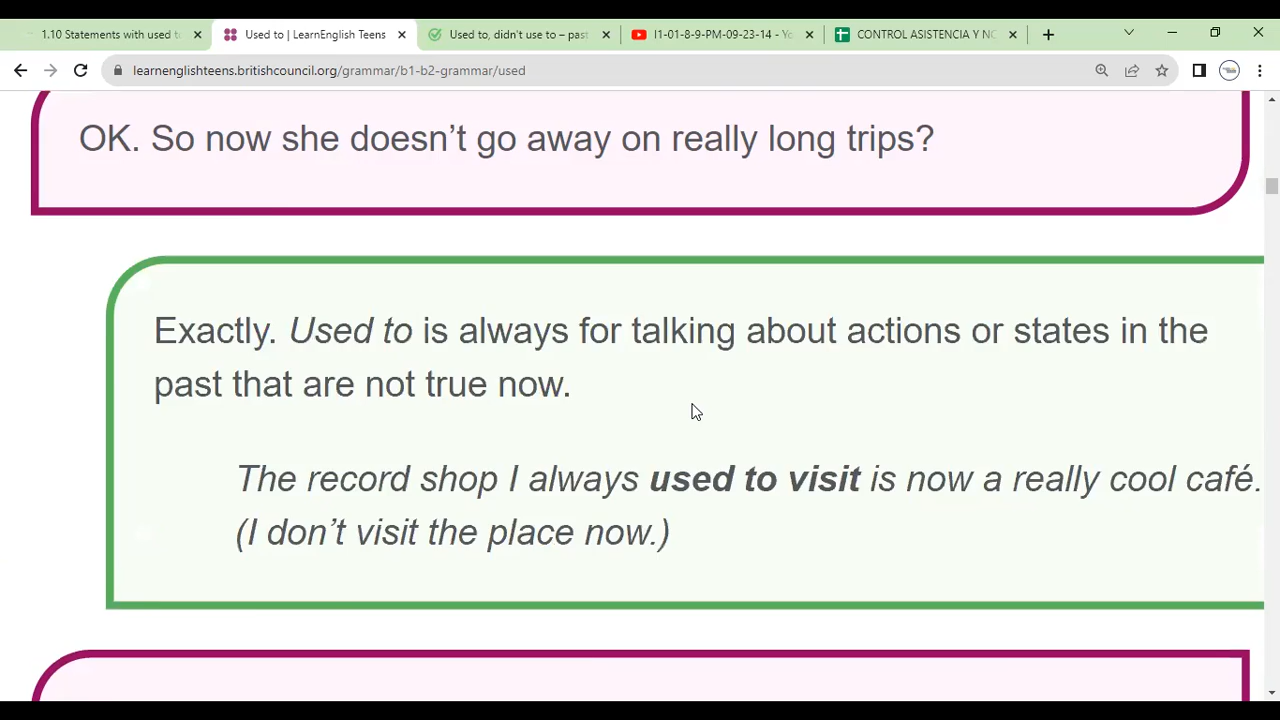 1.10 Statements with used t
Used to | LearnEnglish Teens
Used to, didn't use to – past
I1-01-8-9-PM-09-23-14 - Yo
CONTROL ASISTENCIA Y NO
learnenglishteens.britishcouncil.org/grammar/b1-b2-grammar/used
OK. So now she doesn’t go away on really long trips?
Exactly. Used to is always for talking about actions or states in the
past that are not true now.
The record shop I always used to visit is now a really cool café.
(I don’t visit the place now.)